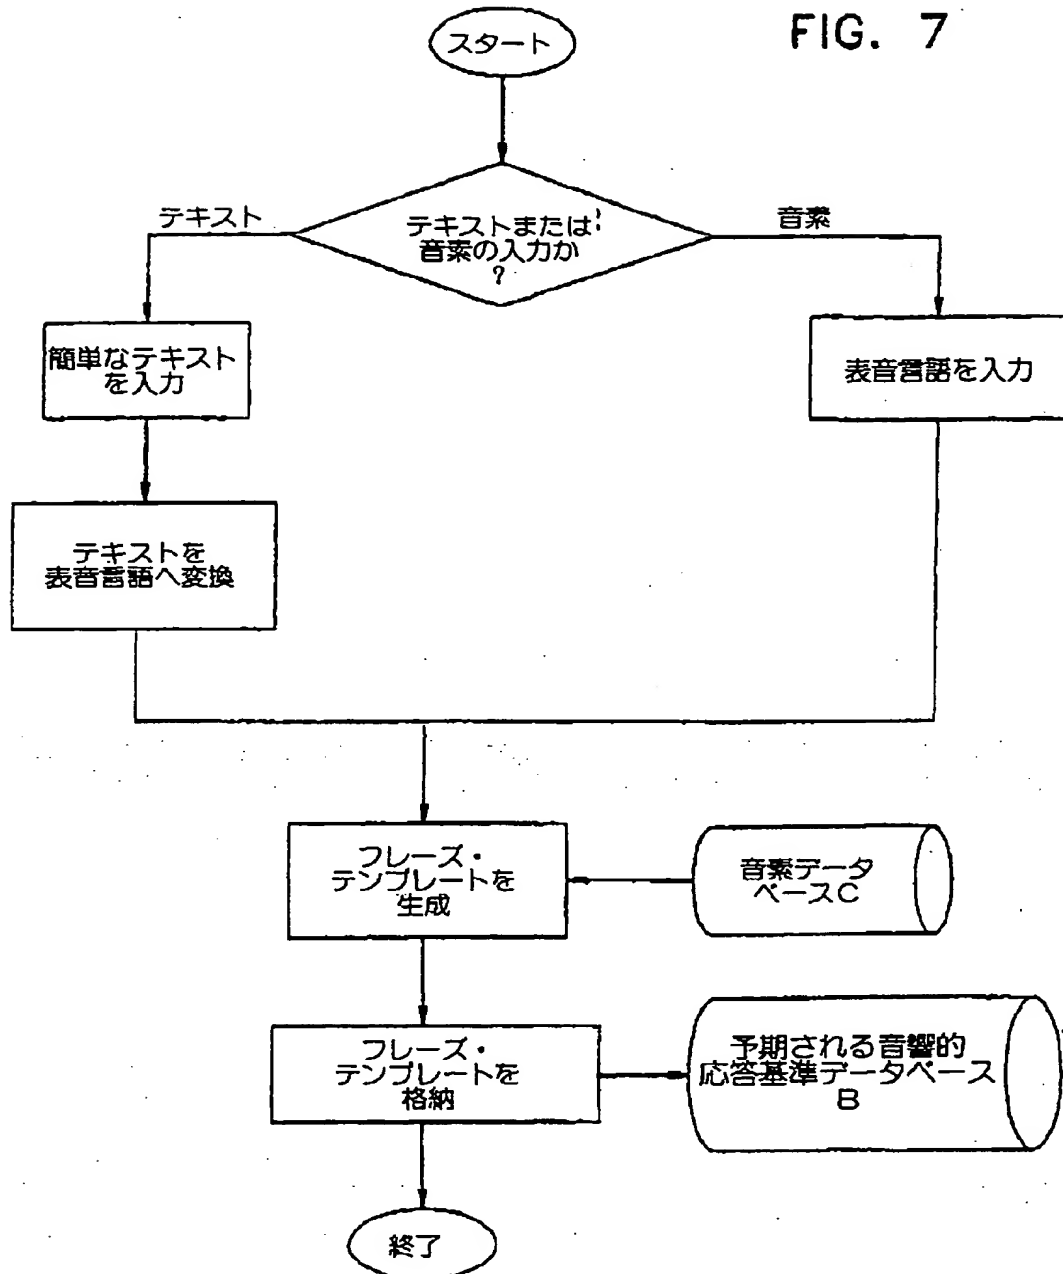 FIG. 7
スタート
テキストまたは
音素の入力か
?
テキスト
音素
簡単なテキスト
を入力
表音言語を入力
テキストを
表音言語へ変換
フレーズ・
テンプレートを
生成
音素データ
ベースC
フレーズ・
テンプレートを
格納
予期される音響的
応答基準データベース
B
終了